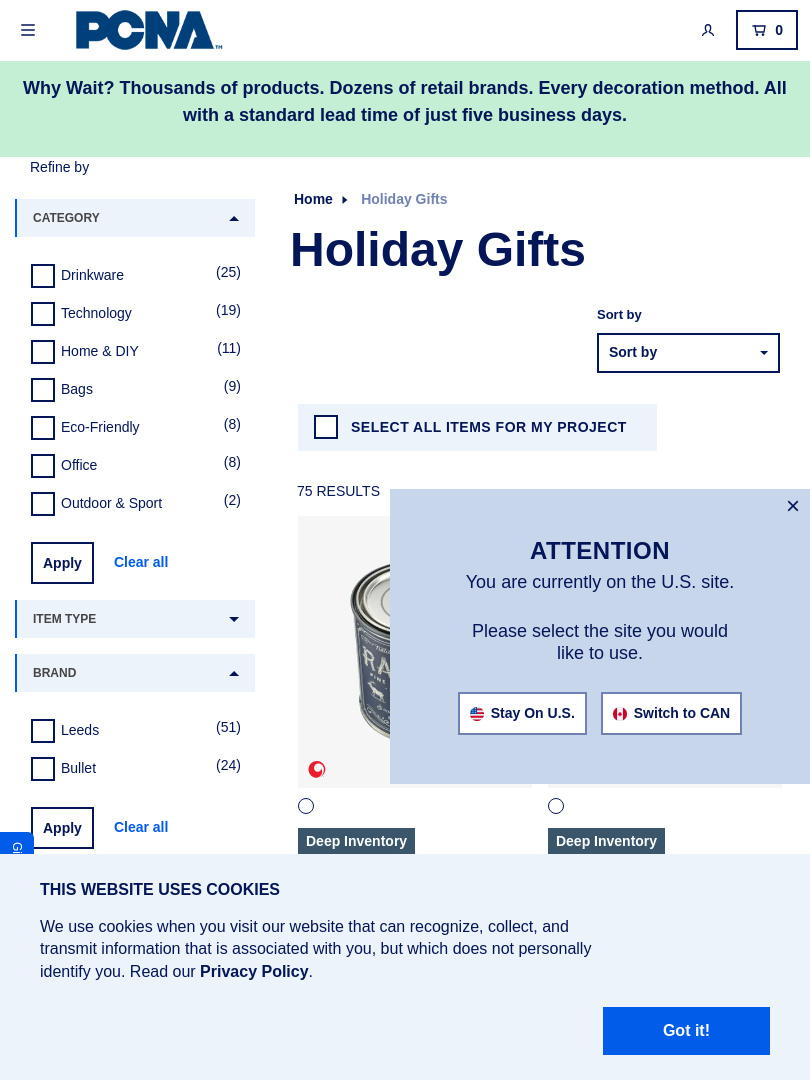 PCNA™
0
Why Wait? Thousands of products. Dozens of retail brands. Every decoration method. All
with a standard lead time of just five business days.
Refine by
Home
Holiday Gifts
CATEGORY
Holiday Gifts
Drinkware (25)
Technology (19)
Home & DIY (11)
Bags (9)
Eco-Friendly (8)
Office (8)
Outdoor & Sport (2)
Apply Clear all
Sort by
Sort by
SELECT ALL ITEMS FOR MY PROJECT
75 RESULTS
ITEM TYPE
BRAND
Leeds (51)
Bullet (24)
Apply Clear all
ATTENTION
You are currently on the U.S. site.
Please select the site you would
like to use.
Stay On U.S. Switch to CAN
Deep Inventory Deep Inventory
THIS WEBSITE USES COOKIES
We use cookies when you visit our website that can recognize, collect, and
transmit information that is associated with you, but which does not personally
identify you. Read our Privacy Policy.
Got it!